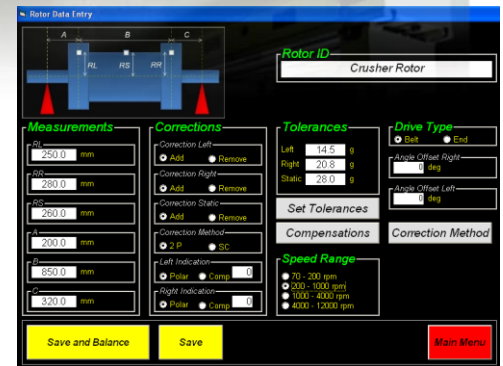 Rotor Data Entry
A B C
RL RS RR
Rotor ID
Crusher Rotor
Measurements
RL
250.0 mm
RR
280.0 mm
RS
260.0 mm
A
200.0 mm
B
850.0 mm
C
320.0 mm
Corrections
Correction Left
Add Remove
Correction Right
Add Remove
Correction Static
Add Remove
Correction Method
2 P SC
Left Indication
Polar Comp 0
Right Indication
Polar Comp 0
Tolerances
Left 14.5 g
Right 20.8 g
Static 28.0 g
Set Tolerances
Compensations
Speed Range
70 - 200 rpm
200 - 1000 rpm
1000 - 4000 rpm
4000 - 12000 rpm
Drive Type
Belt End
Angle Offset Right
0 deg
Angle Offset Left
0 deg
Correction Method
Save and Balance
Save
Main Menu